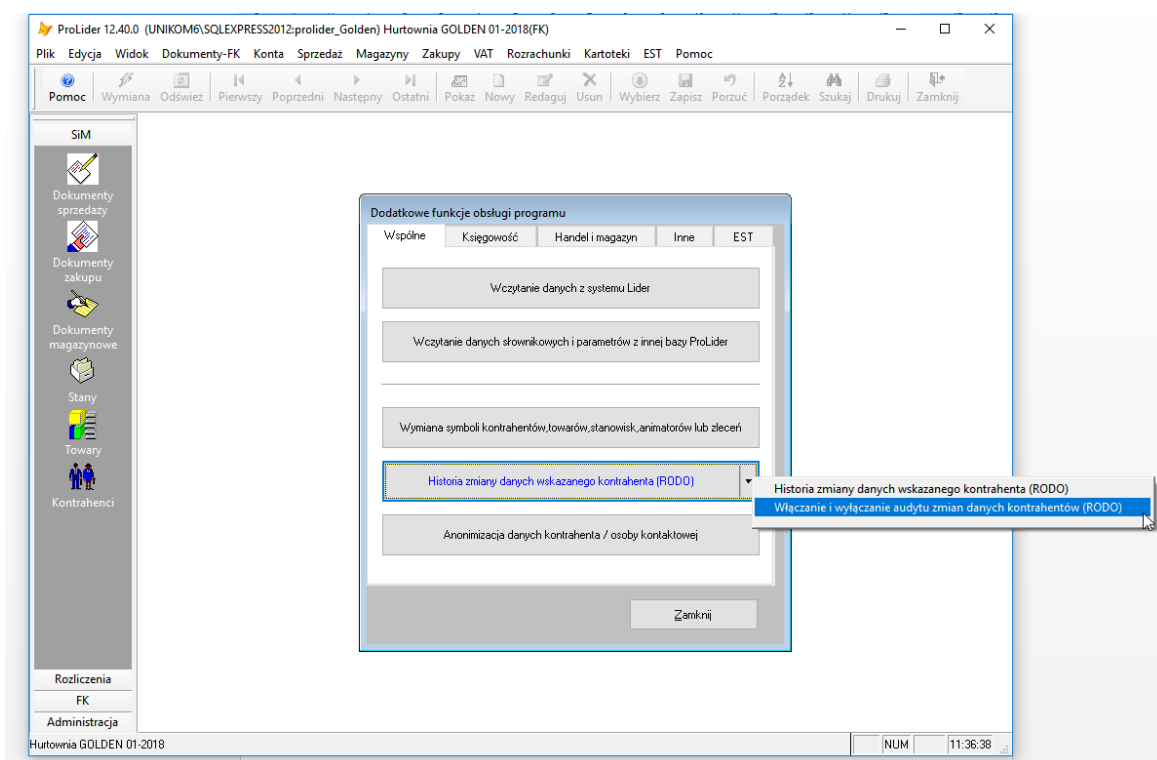 ProLider 12.40.0 (UNIKOM6\SQLEXPRESS2012:prolider_Golden) Hurtownia GOLDEN 01-2018(FK)
Plik Edycja Widok Dokumenty-FK Konta Sprzedaż Magazyny Zakupy VAT Rozrachunki Kartoteki EST Pomoc
Pomoc Wymiana Odśwież Pierwszy Poprzedni Następny Ostatni Pokaż Nowy Redaguj Usun Wybierz Zapisz Porzuć Porządek Szukaj Drukuj Zamknij
SiM
Dokumenty
sprzedaży
Dokumenty
zakupu
Dokumenty
magazynowe
Stany
Towary
Kontrahenci
Rozliczenia
FK
Administracja
Dodatkowe funkcje obsługi programu
Wspólne Księgowość Handel i magazyn Inne EST
Wczytanie danych z systemu Lider
Wczytanie danych słownikowych i parametrów z innej bazy ProLider
Wymiana symboli kontrahentów,towarów,stanowisk,animatorów lub zleceń
Historia zmiany danych wskazanego kontrahenta (RODO)
Anonimizacja danych kontrahenta / osoby kontaktowej
Zamknij
Historia zmiany danych wskazanego kontrahenta (RODO)
Włączanie i wyłączanie audytu zmian danych kontrahentów (RODO)
Hurtownia GOLDEN 01-2018 NUM 11:36:38